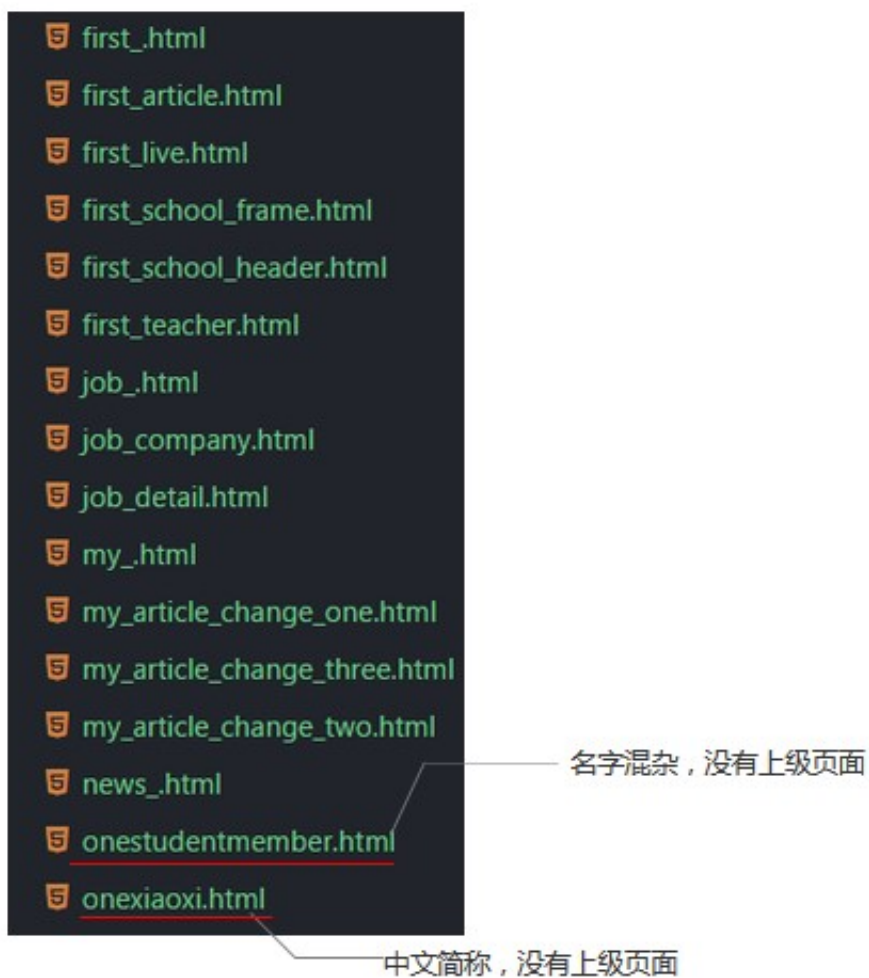 first_.html
first_article.html
first_live.html
first_school_frame.html
first_school_header.html
first_teacher.html
job_.html
job_company.html
job_detail.html
my_.html
my_article_change_one.html
my_article_change_three.html
my_article_change_two.html
名字混杂，没有上级页面
news_.html
onestudentmember.html
onexiaoxi.html
中文简称，没有上级页面